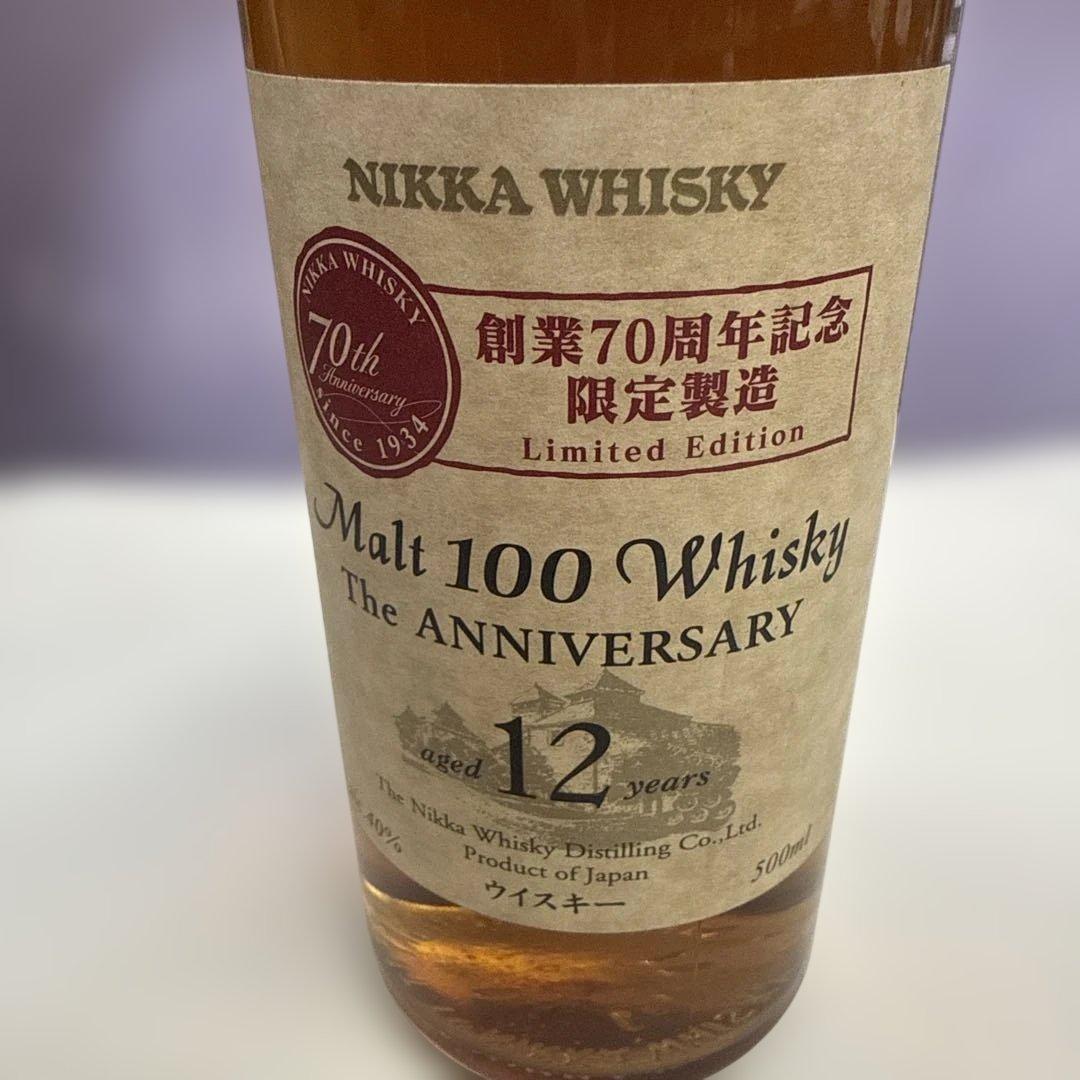 NIKKA WHISKY
NIKKA WHISKY
70th
Anniversary
since 1934
創業70周年記念
限定製造
Limited Edition
Malt 100 Whisky
The ANNIVERSARY
aged 12 years
The Nikka Whisky Distilling Co.,Ltd.
40%
Product of Japan
500ml
ウイスキー